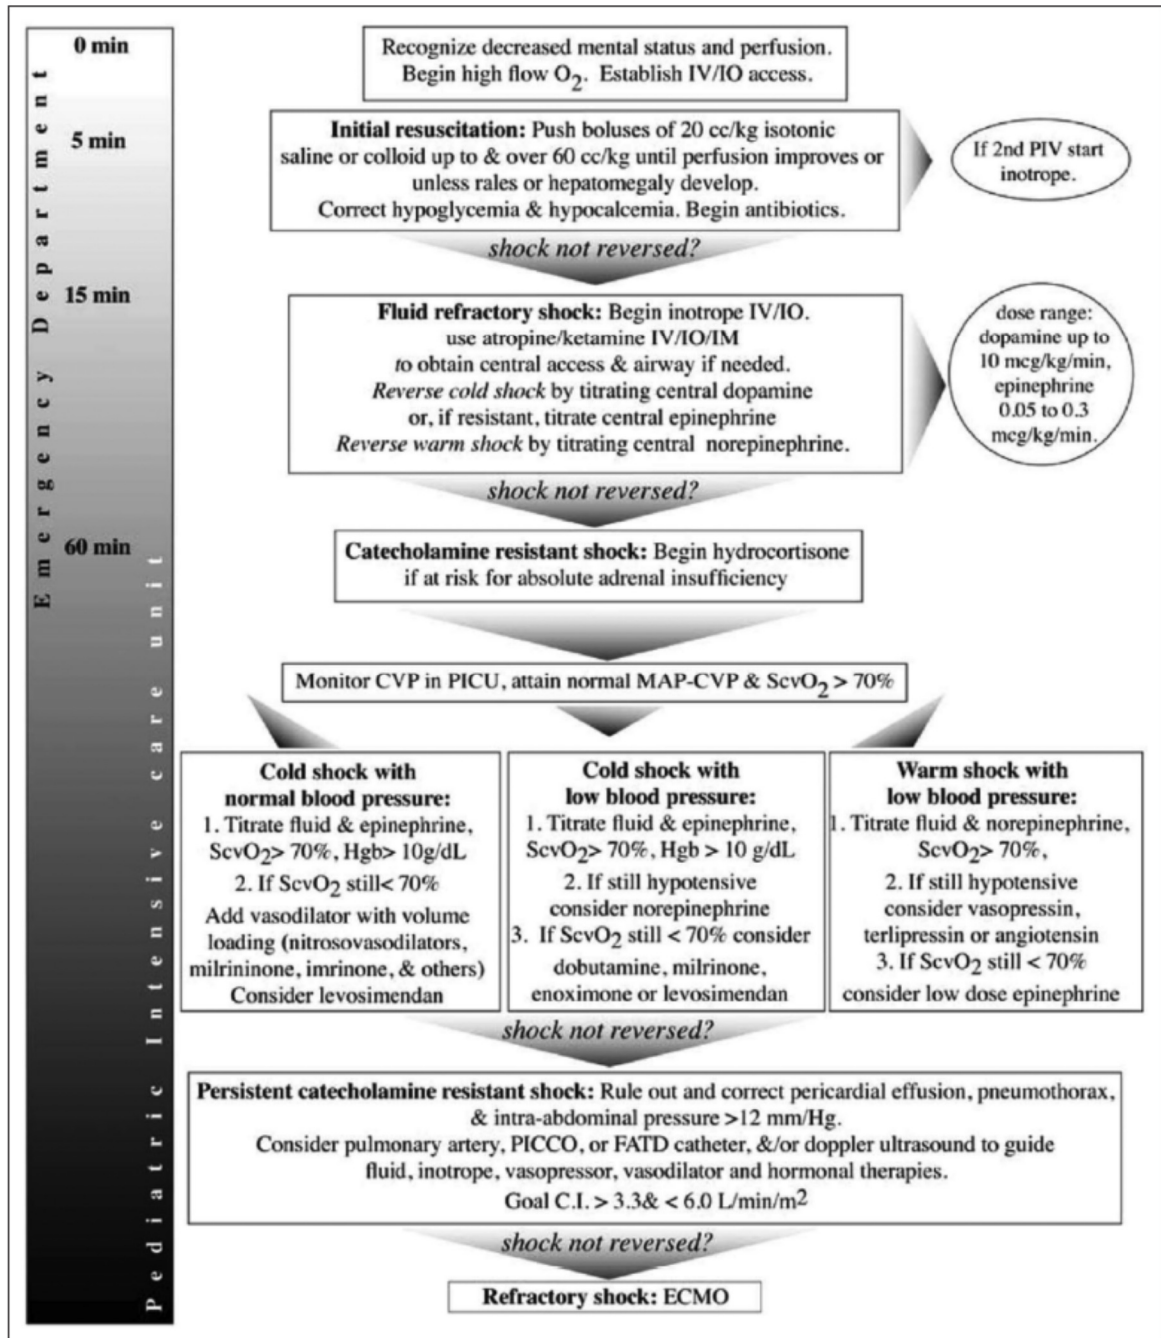 0 min
5 min
15 min
60 min
Emergency Department
Pediatric Intensive care unit
Recognize decreased mental status and perfusion.
Begin high flow O2. Establish IV/IO access.
Initial resuscitation: Push boluses of 20 cc/kg isotonic
saline or colloid up to & over 60 cc/kg until perfusion improves or
unless rales or hepatomegaly develop.
Correct hypoglycemia & hypocalcemia. Begin antibiotics.
If 2nd PIV start
inotrope.
shock not reversed?
Fluid refractory shock: Begin inotrope IV/IO.
use atropine/ketamine IV/IO/IM
to obtain central access & airway if needed.
Reverse cold shock by titrating central dopamine
or, if resistant, titrate central epinephrine
Reverse warm shock by titrating central norepinephrine.
dose range:
dopamine up to
10 mcg/kg/min,
epinephrine
0.05 to 0.3
mcg/kg/min.
shock not reversed?
Catecholamine resistant shock: Begin hydrocortisone
if at risk for absolute adrenal insufficiency
Monitor CVP in PICU, attain normal MAP-CVP & ScvO2 > 70%
Cold shock with
normal blood pressure:
1. Titrate fluid & epinephrine,
ScvO2> 70%, Hgb> 10g/dL
2. If ScvO2 still< 70%
Add vasodilator with volume
loading (nitrosovasodilators,
milrininone, imrinone, & others)
Consider levosimendan
Cold shock with
low blood pressure:
1. Titrate fluid & epinephrine,
ScvO2> 70%, Hgb > 10 g/dL
2. If still hypotensive
consider norepinephrine
3. If ScvO2 still < 70% consider
dobutamine, milrinone,
enoximone or levosimendan
Warm shock with
low blood pressure:
1. Titrate fluid & norepinephrine,
ScvO2> 70%,
2. If still hypotensive
consider vasopressin,
terlipressin or angiotensin
3. If ScvO2 still < 70%
consider low dose epinephrine
shock not reversed?
Persistent catecholamine resistant shock: Rule out and correct pericardial effusion, pneumothorax,
& intra-abdominal pressure >12 mm/Hg.
Consider pulmonary artery, PICCO, or FATD catheter, &/or doppler ultrasound to guide
fluid, inotrope, vasopressor, vasodilator and hormonal therapies.
Goal C.I. > 3.3& < 6.0 L/min/m2
shock not reversed?
Refractory shock: ECMO